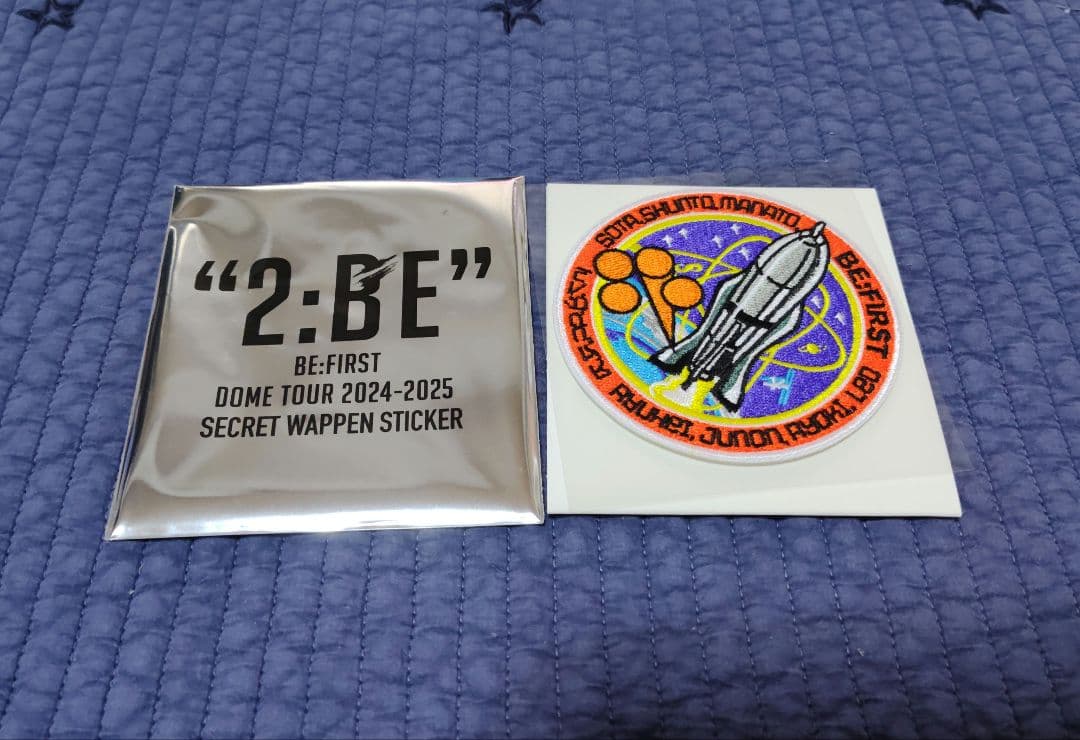 “2:BE”
BE:FIRST
DOME TOUR 2024-2025
SECRET WAPPEN STICKER
SOTA, SHUNTO, MANATO,
BE:FIRST
RYUHEI, JUNON, RYOKI, LEO